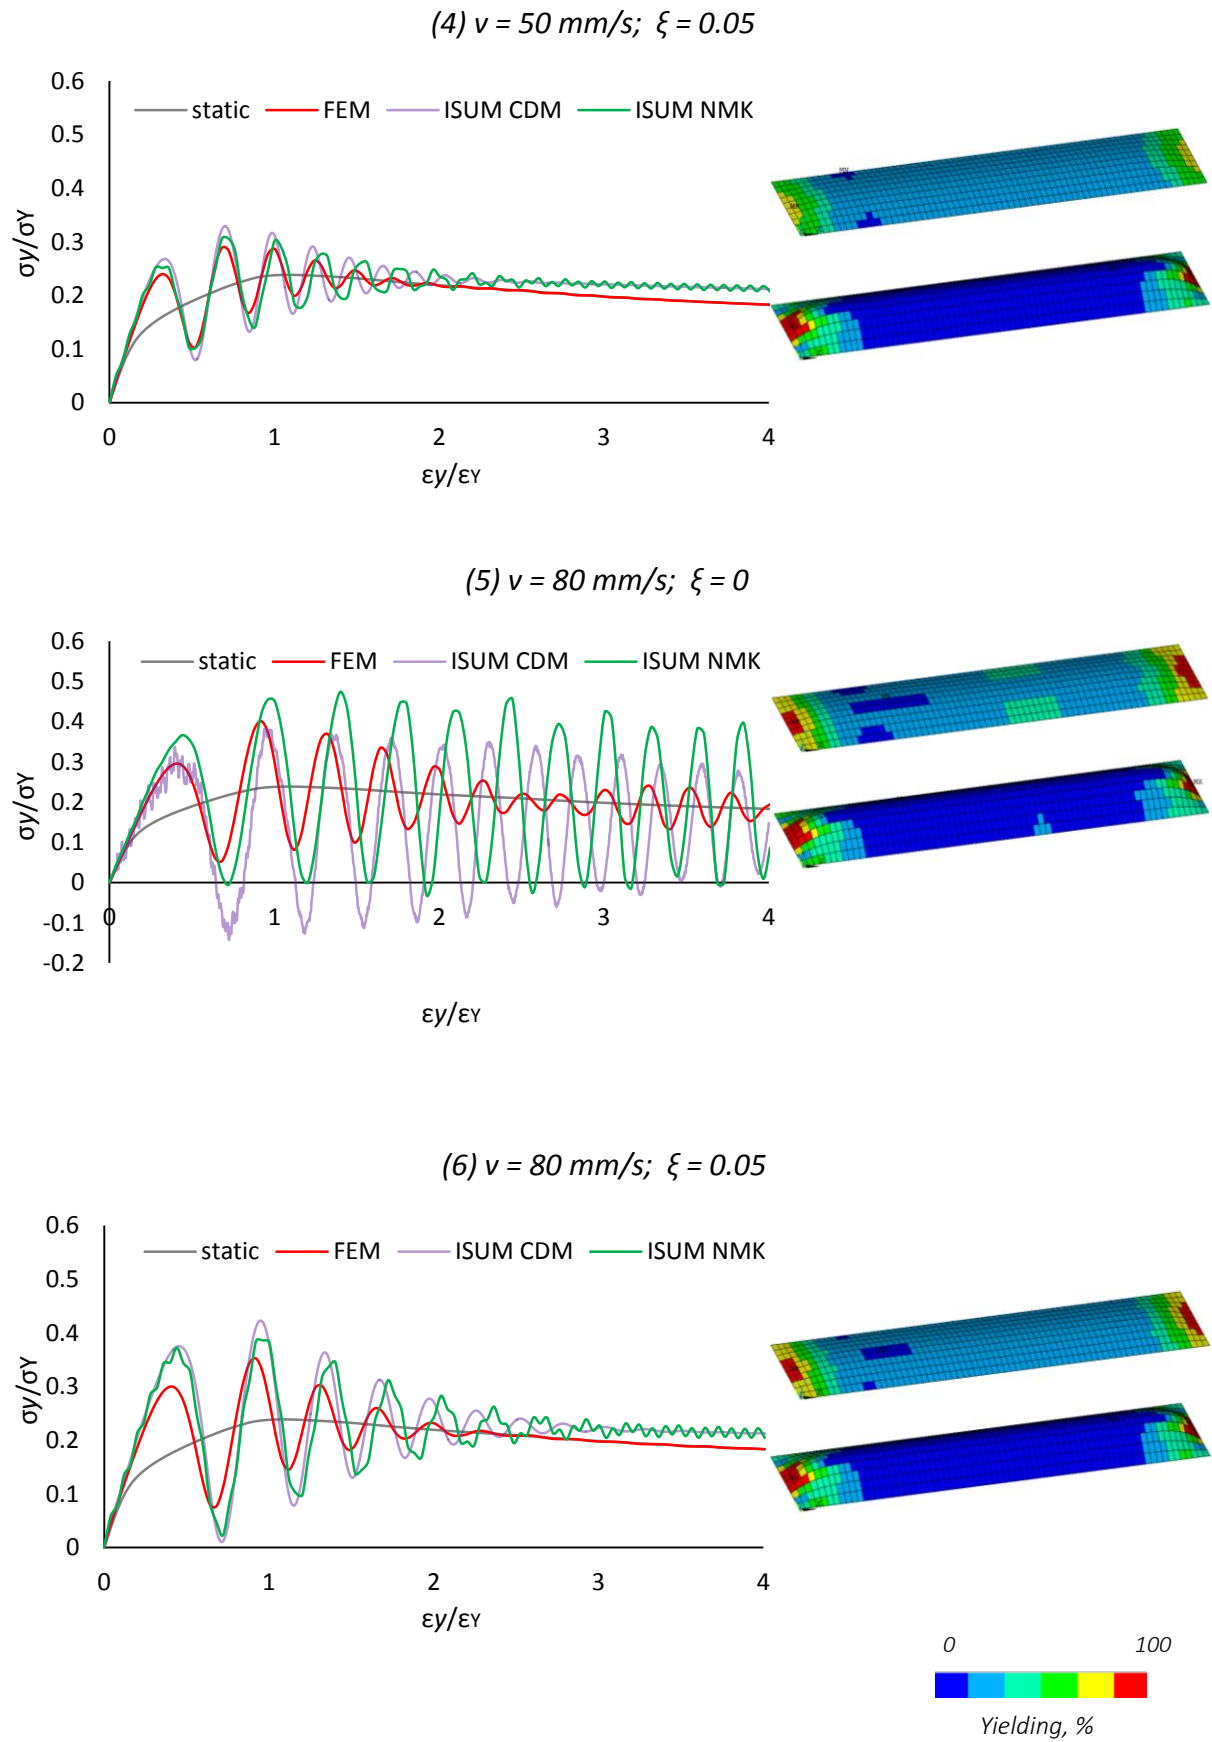 (4) v = 50 mm/s; ξ = 0.05
0.6
static FEM ISUM CDM ISUM NMK
0.5
0.4
σy/σY
0.3
0.2
0.1
0
0 1 2 3 4
εy/εY
(5) v = 80 mm/s; ξ = 0
0.6
static FEM ISUM CDM ISUM NMK
0.5
0.4
σy/σY
0.3
0.2
0.1
0
0 1 2 3 4
-0.1
-0.2
εy/εY
(6) v = 80 mm/s; ξ = 0.05
0.6
static FEM ISUM CDM ISUM NMK
0.5
0.4
σy/σY
0.3
0.2
0.1
0
0 1 2 3 4
εy/εY
0 100
Yielding, %